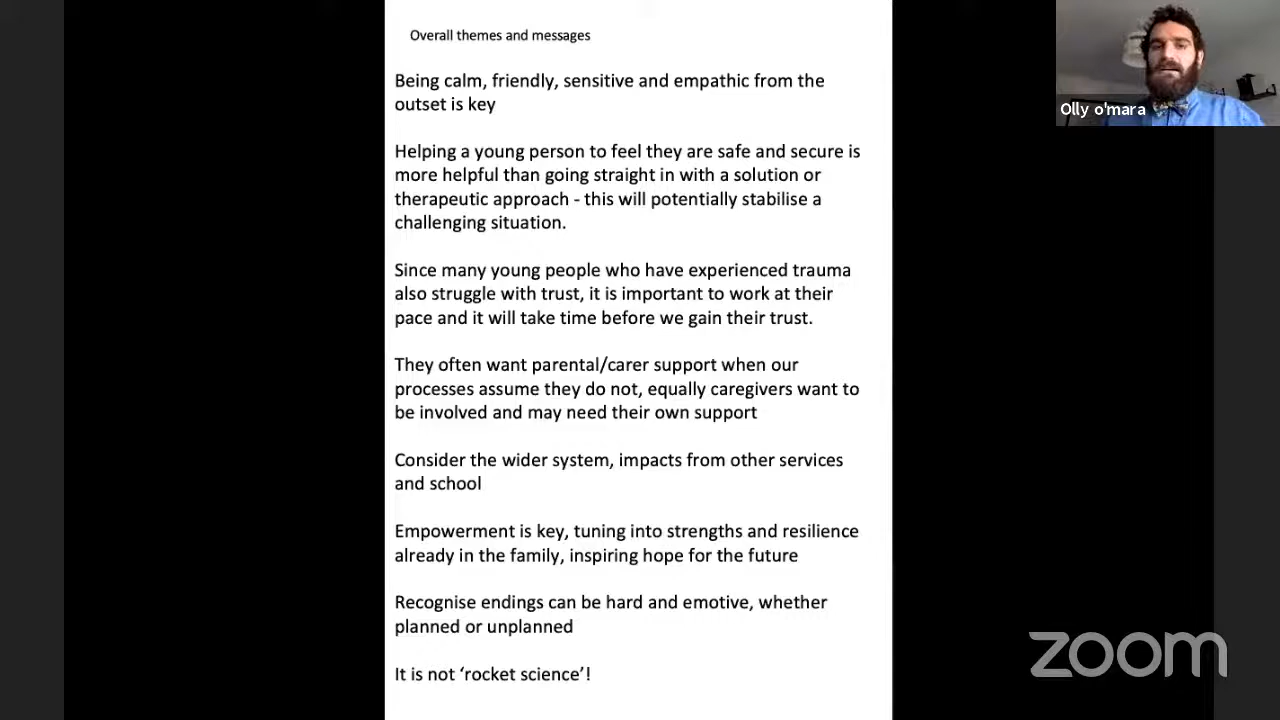 Overall themes and messages
Being calm, friendly, sensitive and empathic from the
outset is key
Helping a young person to feel they are safe and secure is
more helpful than going straight in with a solution or
therapeutic approach - this will potentially stabilise a
challenging situation.
Since many young people who have experienced trauma
also struggle with trust, it is important to work at their
pace and it will take time before we gain their trust.
They often want parental/carer support when our
processes assume they do not, equally caregivers want to
be involved and may need their own support
Consider the wider system, impacts from other services
and school
Empowerment is key, tuning into strengths and resilience
already in the family, inspiring hope for the future
Recognise endings can be hard and emotive, whether
planned or unplanned
It is not ‘rocket science’!
Olly o'mara
zoom